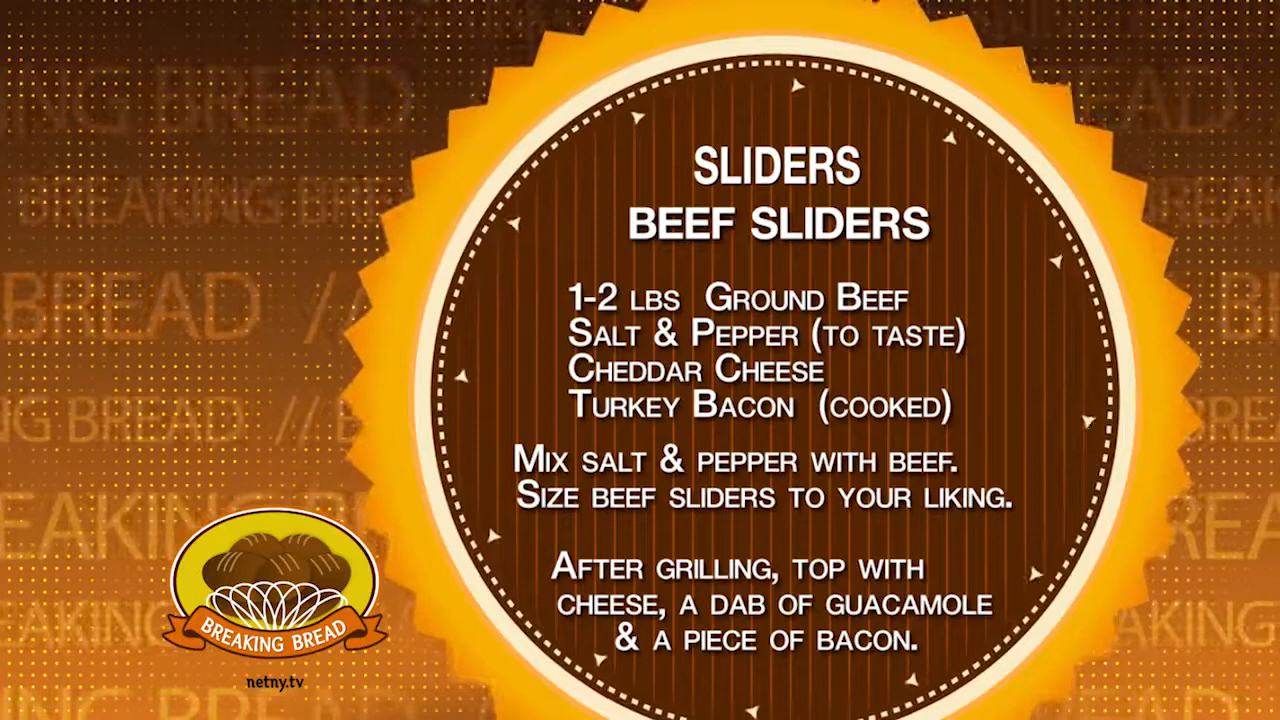 SLIDERS
BEEF SLIDERS
1-2 LBS GROUND BEEF
SALT & PEPPER (TO TASTE)
CHEDDAR CHEESE
TURKEY BACON (COOKED)
MIX SALT & PEPPER WITH BEEF.
SIZE BEEF SLIDERS TO YOUR LIKING.
AFTER GRILLING, TOP WITH
CHEESE, A DAB OF GUACAMOLE
& A PIECE OF BACON.
BREAKING BREAD
netny.tv